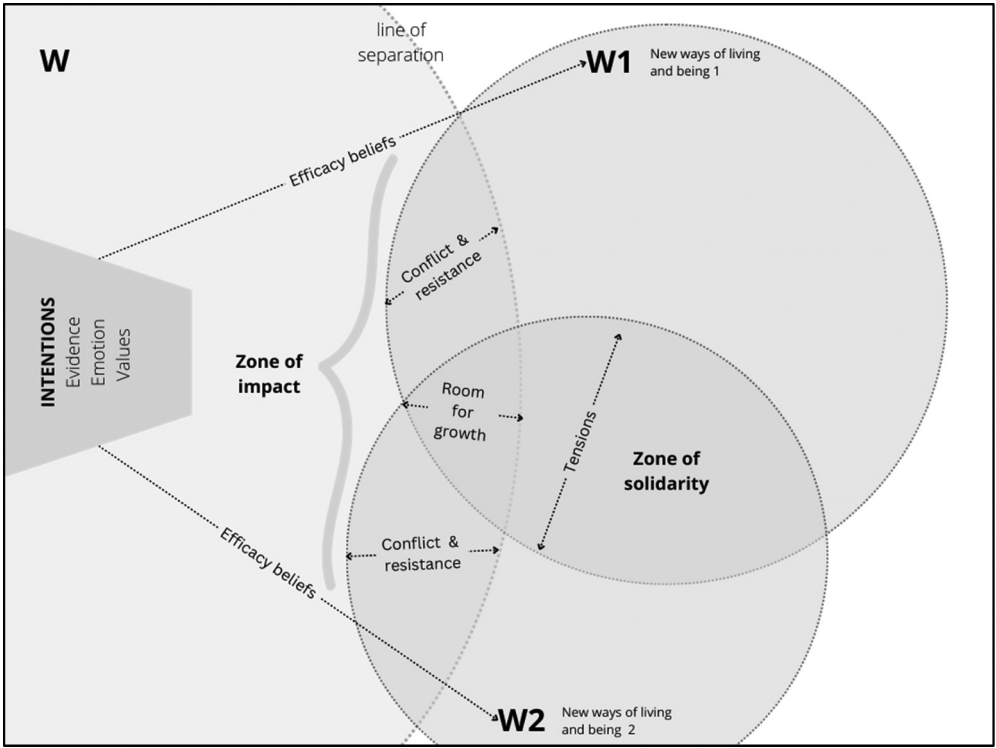 W
line of
separation
W1
New ways of living
and being 1
Efficacy beliefs
Conflict &
resistance
INTENTIONS
Evidence
Emotion
Values
Zone of
impact
Room
for
growth
Tensions
Zone of
solidarity
Efficacy beliefs
Conflict &
resistance
W2
New ways of living
and being 2